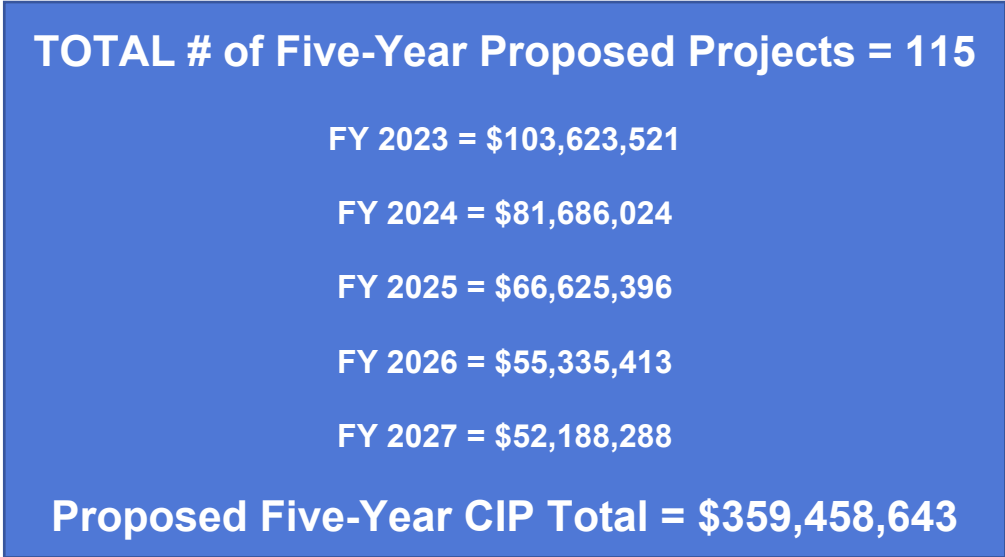 TOTAL # of Five-Year Proposed Projects = 115
FY 2023 = $103,623,521
FY 2024 = $81,686,024
FY 2025 = $66,625,396
FY 2026 = $55,335,413
FY 2027 = $52,188,288
Proposed Five-Year CIP Total = $359,458,643